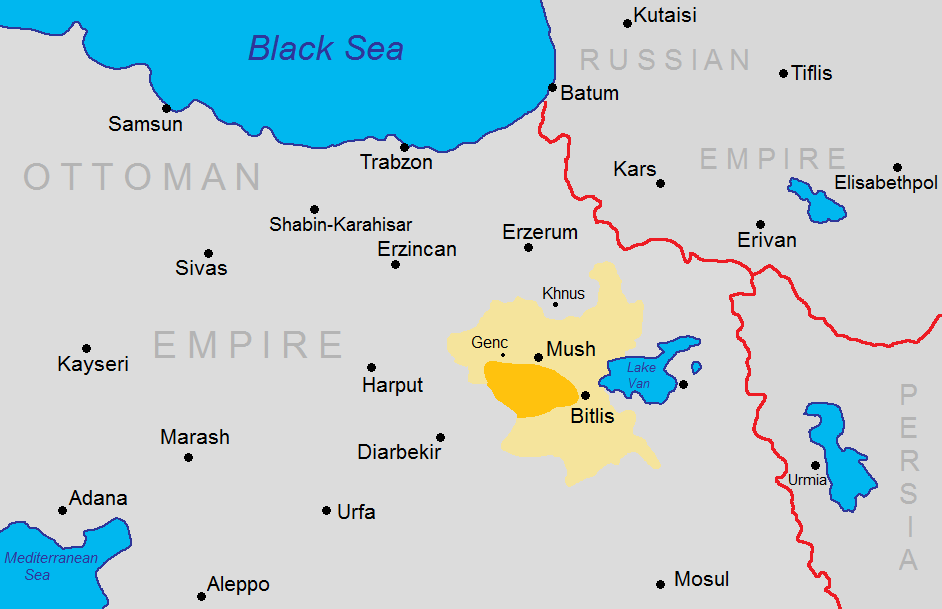 Kutaisi
Black Sea
RUSSIAN
Tiflis
Batum
Samsun
Trabzon
EMPIRE
Kars
OTTOMAN
Elisabethpol
Shabin-Karahisar
Erzerum
Erivan
Erzincan
Sivas
Khnus
EMPIRE
Genc
Mush
Kayseri
Lake
Van
Harput
PERSIA
Bitlis
Marash
Diarbekir
Urmia
Adana
Urfa
Mediterranean
Sea
Aleppo
Mosul